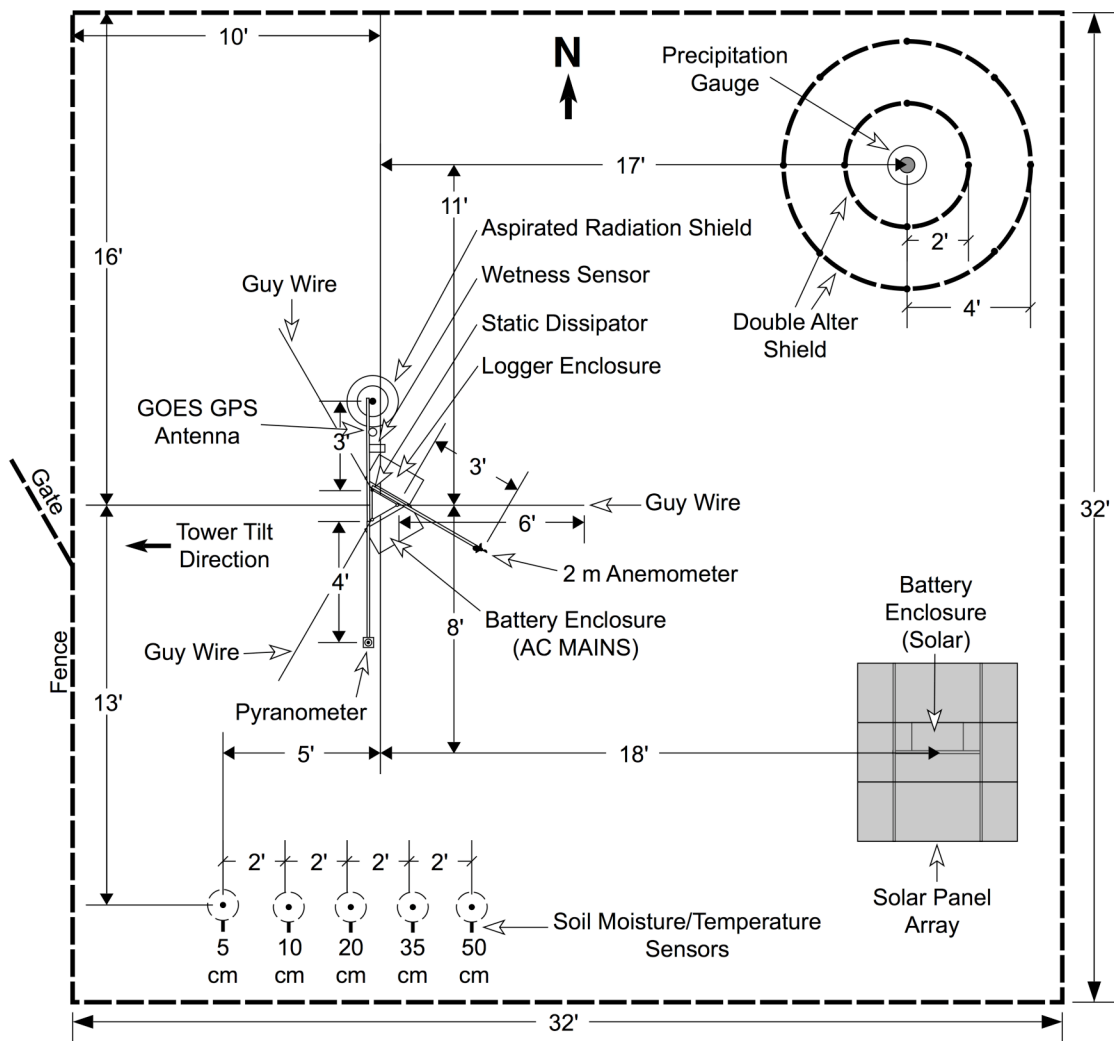 10'
N
Precipitation
Gauge
17'
11'
16'
Aspirated Radiation Shield
Wetness Sensor
Guy Wire
Static Dissipator
Logger Enclosure
2'
4'
Double Alter
Shield
GOES GPS
Antenna
3'
3'
Gate
Guy Wire
6'
32'
Tower Tilt
Direction
2 m Anemometer
4'
Battery
Enclosure
(Solar)
Battery Enclosure
(AC MAINS)
8'
Guy Wire
Fence
13'
Pyranometer
5'
18'
2'
2'
2'
2'
Solar Panel
Array
Soil Moisture/Temperature
Sensors
5
cm
10
cm
20
cm
35
cm
50
cm
32'